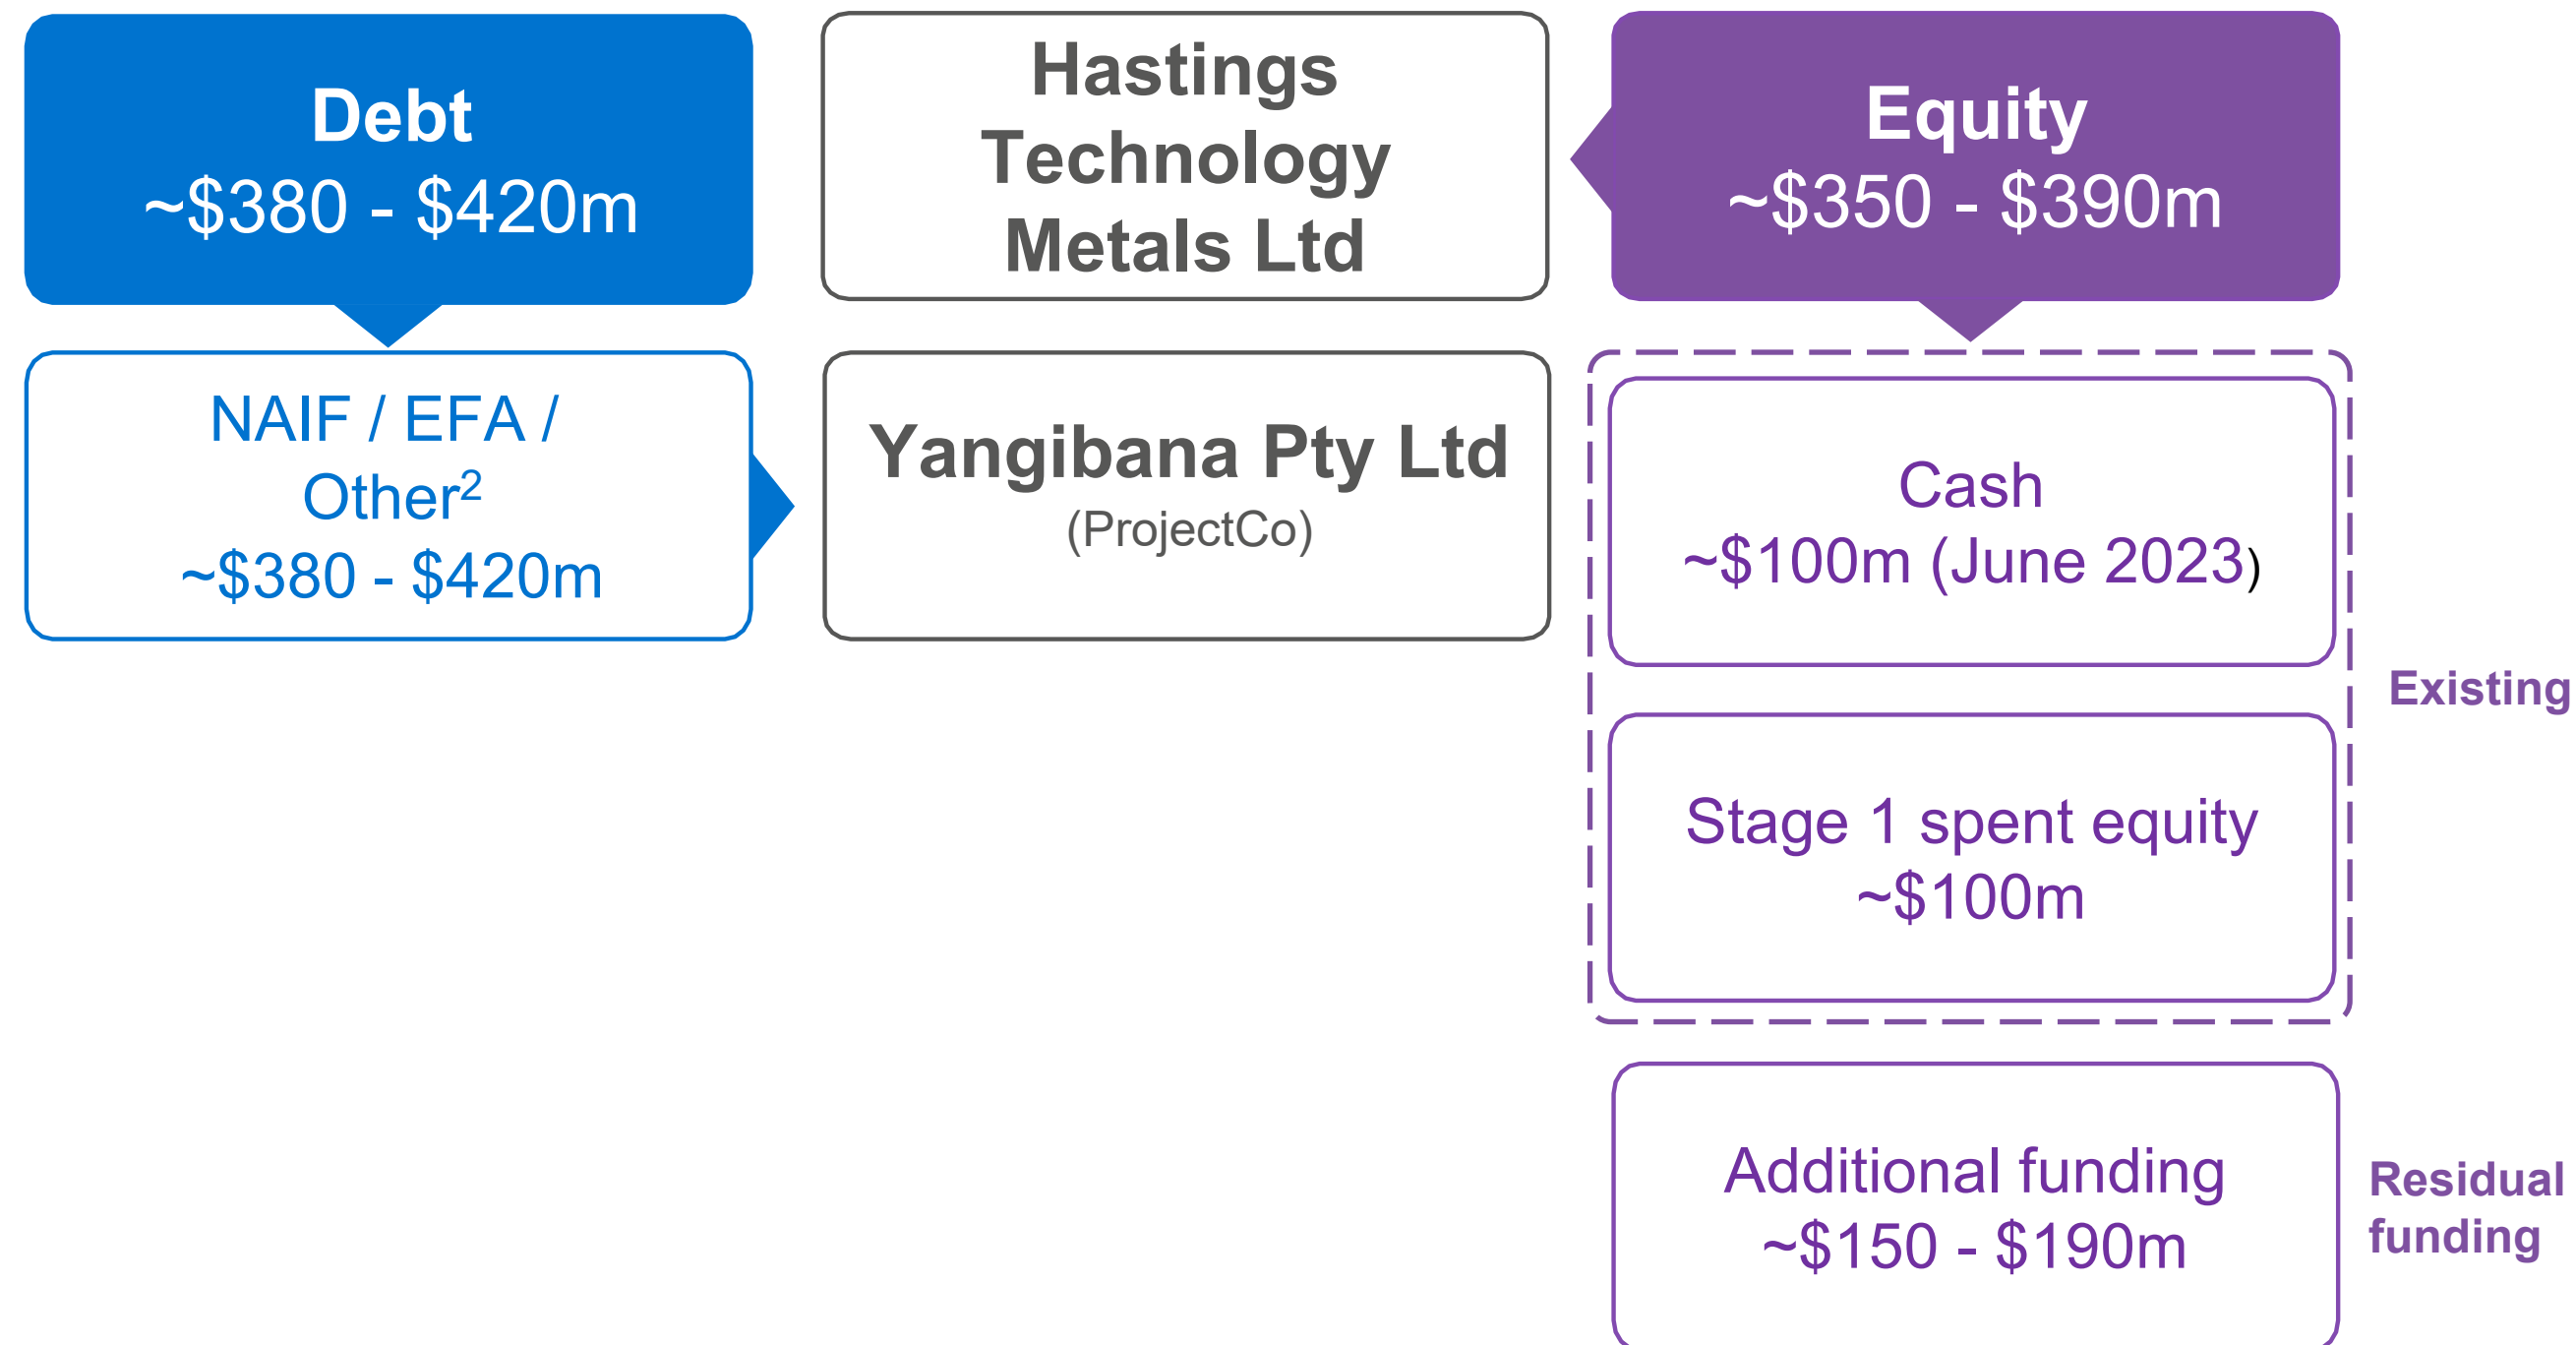 Debt
~$380 - $420m
Hastings
Technology
Metals Ltd
Equity
~$350 - $390m
NAIF / EFA /
Other²
~$380 - $420m
Yangibana Pty Ltd
(ProjectCo)
Cash
~$100m (June 2023)
Existing
Stage 1 spent equity
~$100m
Additional funding
~$150 - $190m
Residual
funding